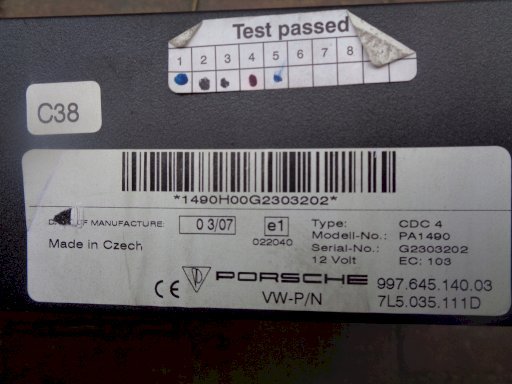 Test passed
1 2 3 4 5 6 7 8
C38
*1490H00G2303202*
OF MANUFACTURE: 03/07 e1 Type: CDC 4
022040 Modell-No.: PA1490
Made in Czech Serial-No.: G2303202
12 Volt EC: 103
CE PORSCHE 997.645.140.03
VW-P/N 7L5.035.111D